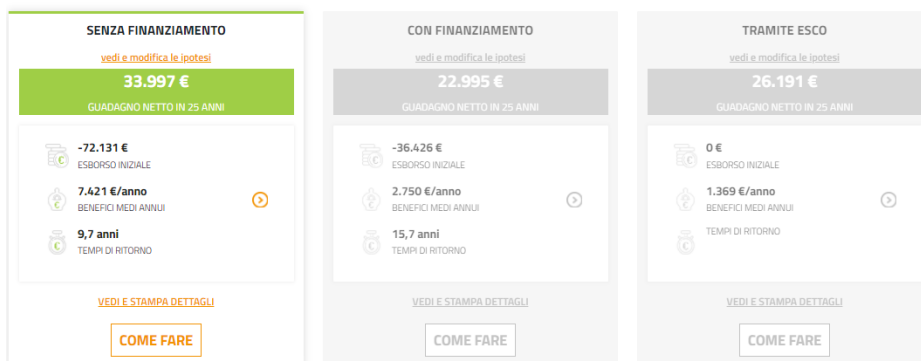 SENZA FINANZIAMENTO
vedi e modifica le ipotesi
33.997 €
GUADAGNO NETTO IN 25 ANNI
-72.131 €
ESBORSO INIZIALE
7.421 €/anno
BENEFICI MEDI ANNUI
9,7 anni
TEMPI DI RITORNO
VEDI E STAMPA DETTAGLI
COME FARE
CON FINANZIAMENTO
vedi e modifica le ipotesi
22.995 €
GUADAGNO NETTO IN 25 ANNI
-36.426 €
ESBORSO INIZIALE
2.750 €/anno
BENEFICI MEDI ANNUI
15,7 anni
TEMPI DI RITORNO
VEDI E STAMPA DETTAGLI
COME FARE
TRAMITE ESCO
vedi e modifica le ipotesi
26.191 €
GUADAGNO NETTO IN 25 ANNI
0 €
ESBORSO INIZIALE
1.369 €/anno
BENEFICI MEDI ANNUI
TEMPI DI RITORNO
VEDI E STAMPA DETTAGLI
COME FARE